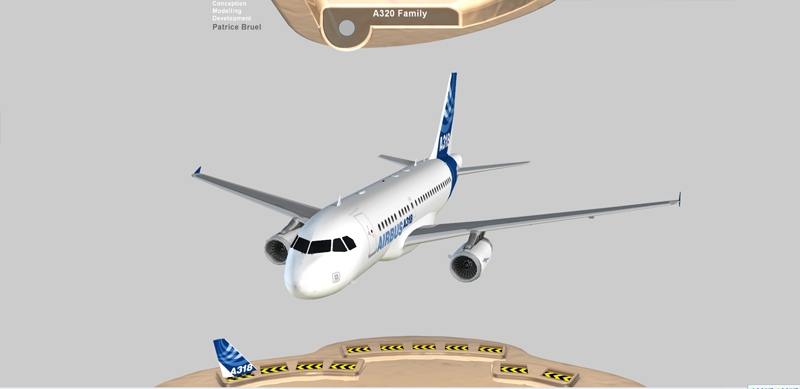 Conception
Modelling
Development
Patrice Bruel
A320 Family
A318
AIRBUS A318
A318